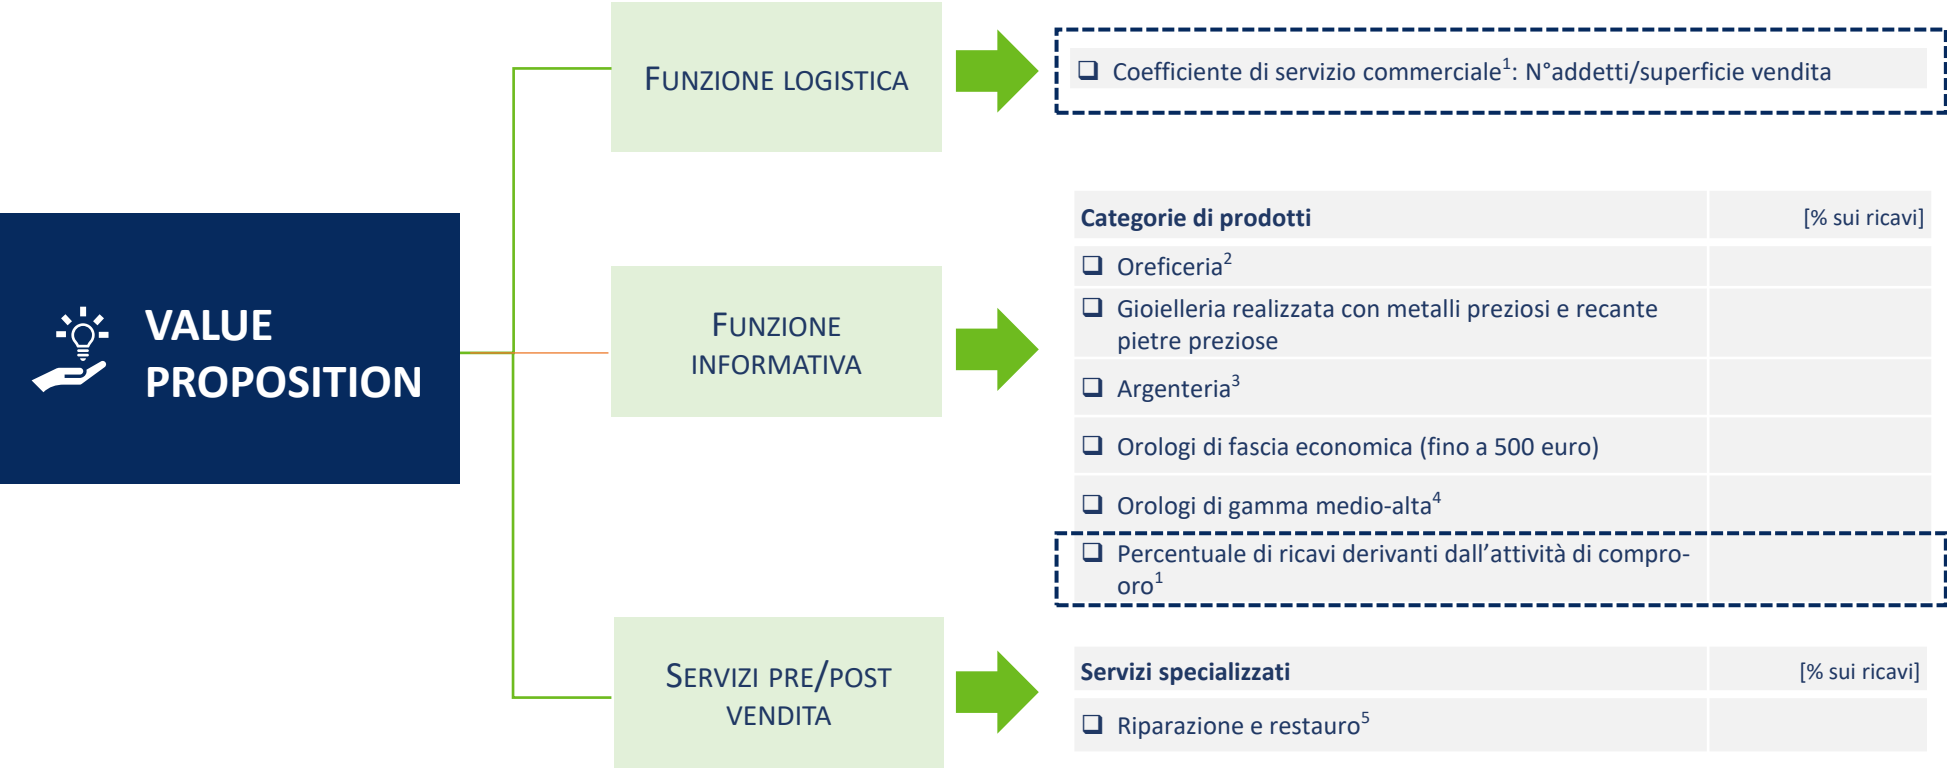 VALUE
PROPOSITION
FUNZIONE LOGISTICA
❑ Coefficiente di servizio commerciale¹: N°addetti/superficie vendita
FUNZIONE
INFORMATIVA
Categorie di prodotti [% sui ricavi]
❑ Oreficeria²
❑ Gioielleria realizzata con metalli preziosi e recante
pietre preziose
❑ Argenteria³
❑ Orologi di fascia economica (fino a 500 euro)
❑ Orologi di gamma medio-alta⁴
❑ Percentuale di ricavi derivanti dall’attività di compro-
oro¹
SERVIZI PRE/POST
VENDITA
Servizi specializzati [% sui ricavi]
❑ Riparazione e restauro⁵